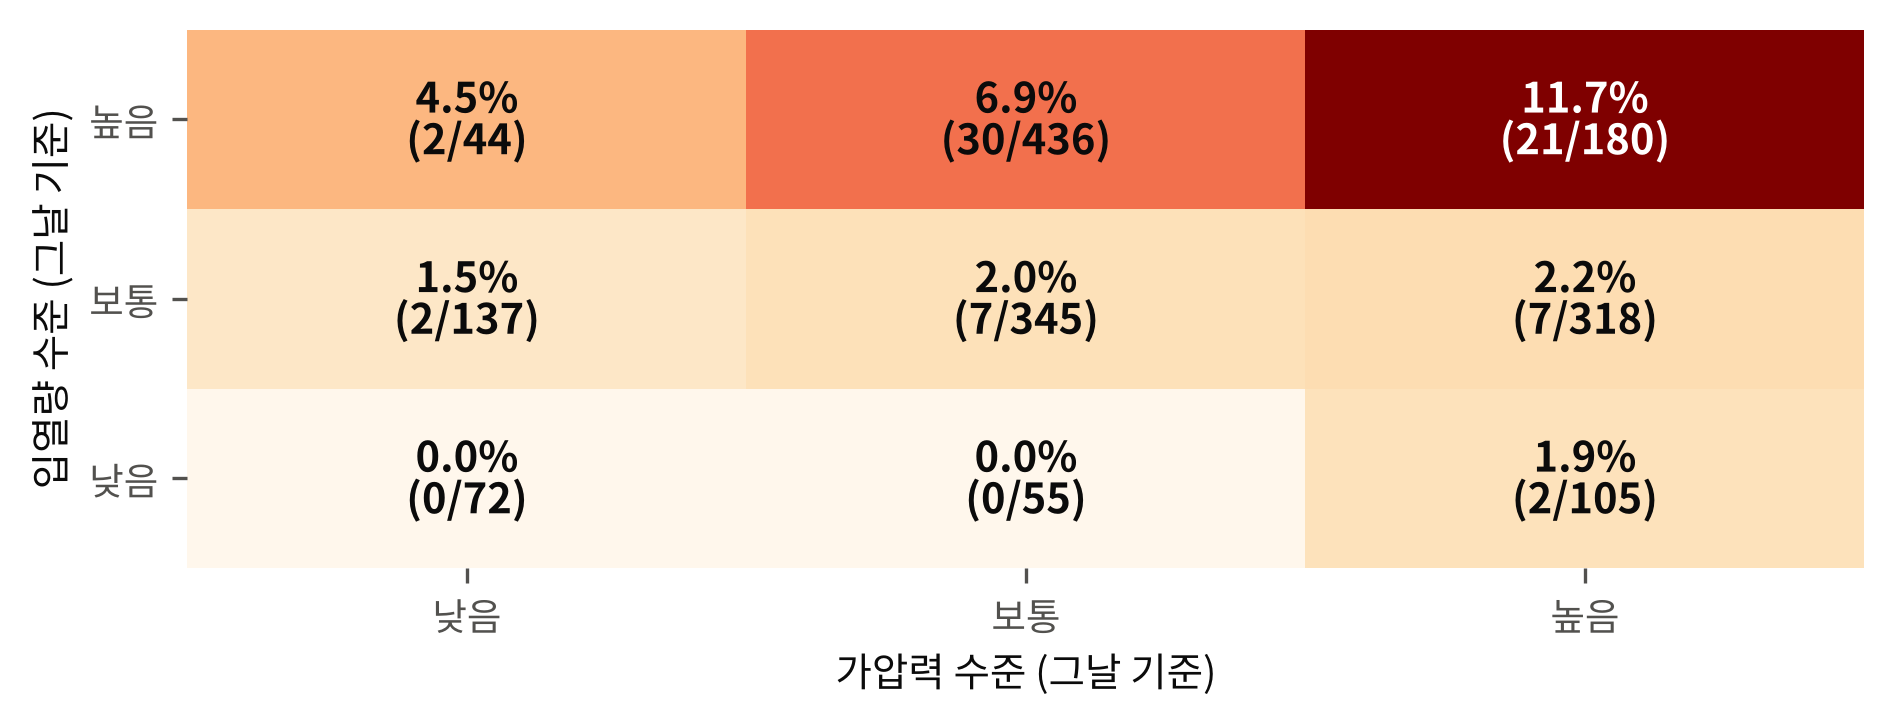 입열량 수준 (그날 기준)
높음
4.5%
(2/44)
6.9%
(30/436)
11.7%
(21/180)
보통
1.5%
(2/137)
2.0%
(7/345)
2.2%
(7/318)
낮음
0.0%
(0/72)
0.0%
(0/55)
1.9%
(2/105)
낮음
보통
높음
가압력 수준 (그날 기준)